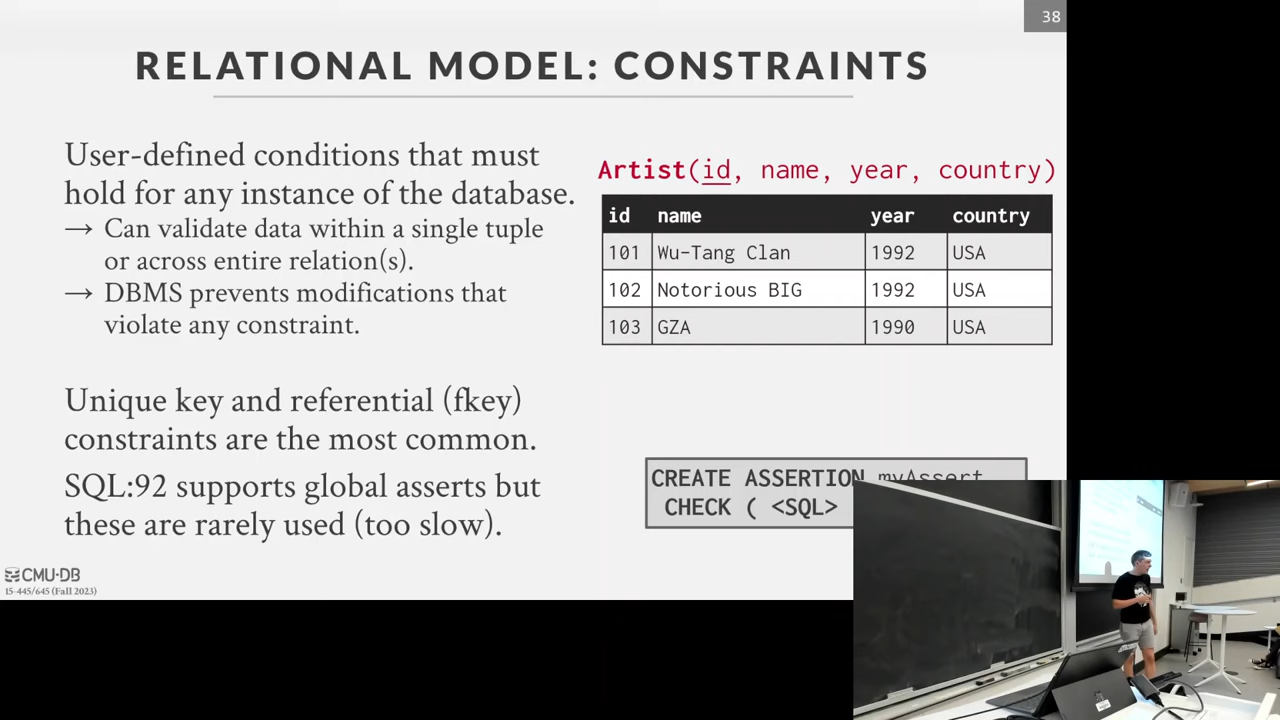 38
RELATIONAL MODEL: CONSTRAINTS
User-defined conditions that must
hold for any instance of the database.
→ Can validate data within a single tuple
or across entire relation(s).
→ DBMS prevents modifications that
violate any constraint.
Unique key and referential (fkey)
constraints are the most common.
SQL:92 supports global asserts but
these are rarely used (too slow).
Artist(id, name, year, country)
id name year country
101 Wu-Tang Clan 1992 USA
102 Notorious BIG 1992 USA
103 GZA 1990 USA
CREATE ASSERTION myAssert
CHECK ( <SQL>
CMU·DB
15-445/645 (Fall 2023)